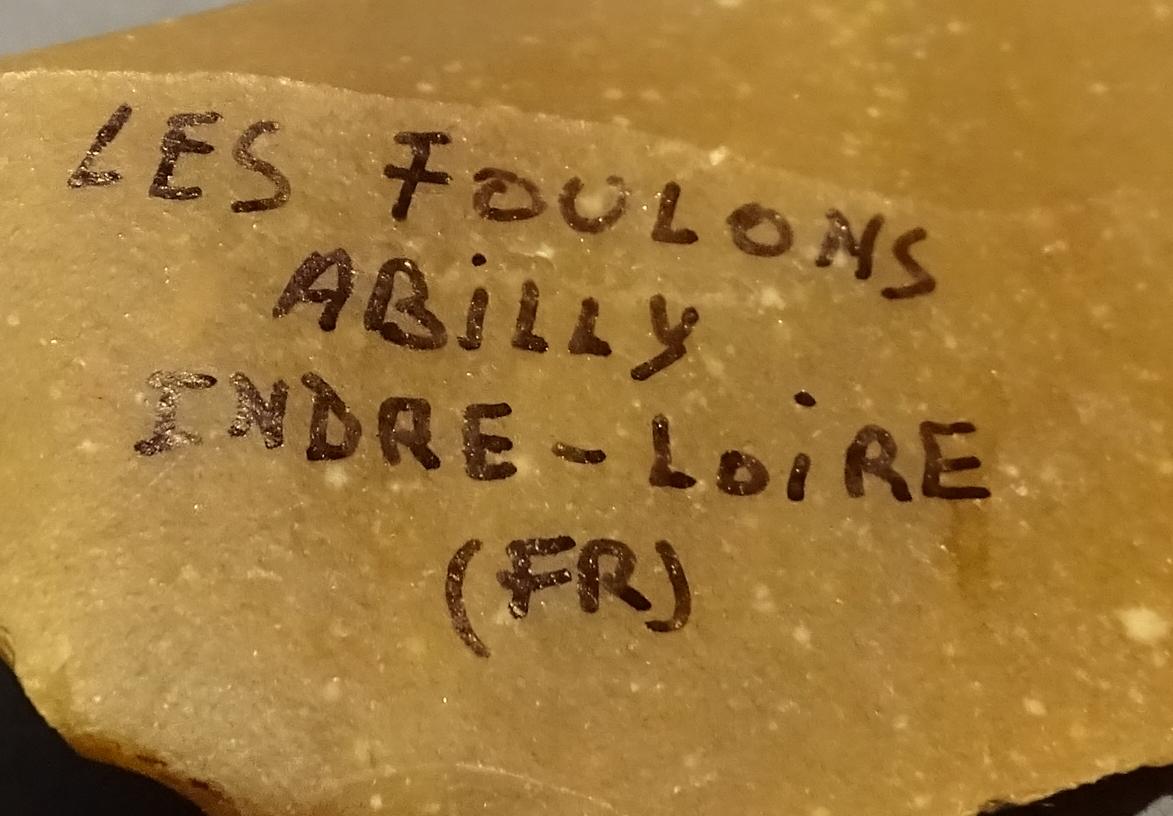 LES FOULONS
ABiLLY
INDRE-LOiRE
(FR)